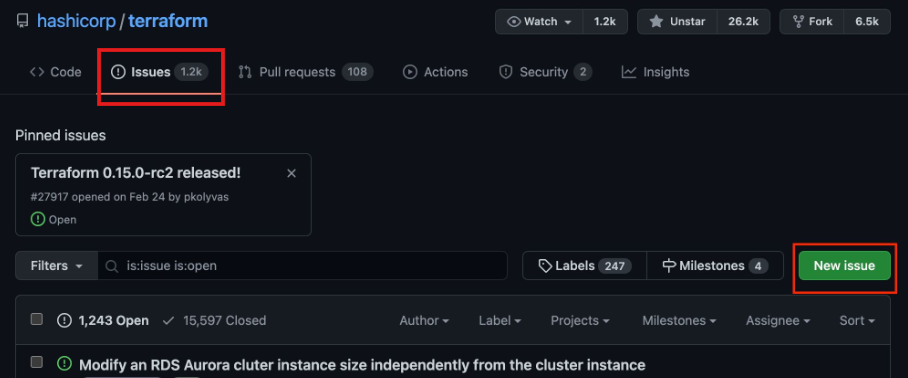 hashicorp / terraform
Watch 1.2k Unstar 26.2k Fork 6.5k
Code Issues 1.2k Pull requests 108 Actions Security 2 Insights
Pinned issues
Terraform 0.15.0-rc2 released!
#27917 opened on Feb 24 by pkolyvas
Open
Filters is:issue is:open Labels 247 Milestones 4 New issue
1,243 Open 15,597 Closed Author Label Projects Milestones Assignee Sort
Modify an RDS Aurora cluter instance size independently from the cluster instance